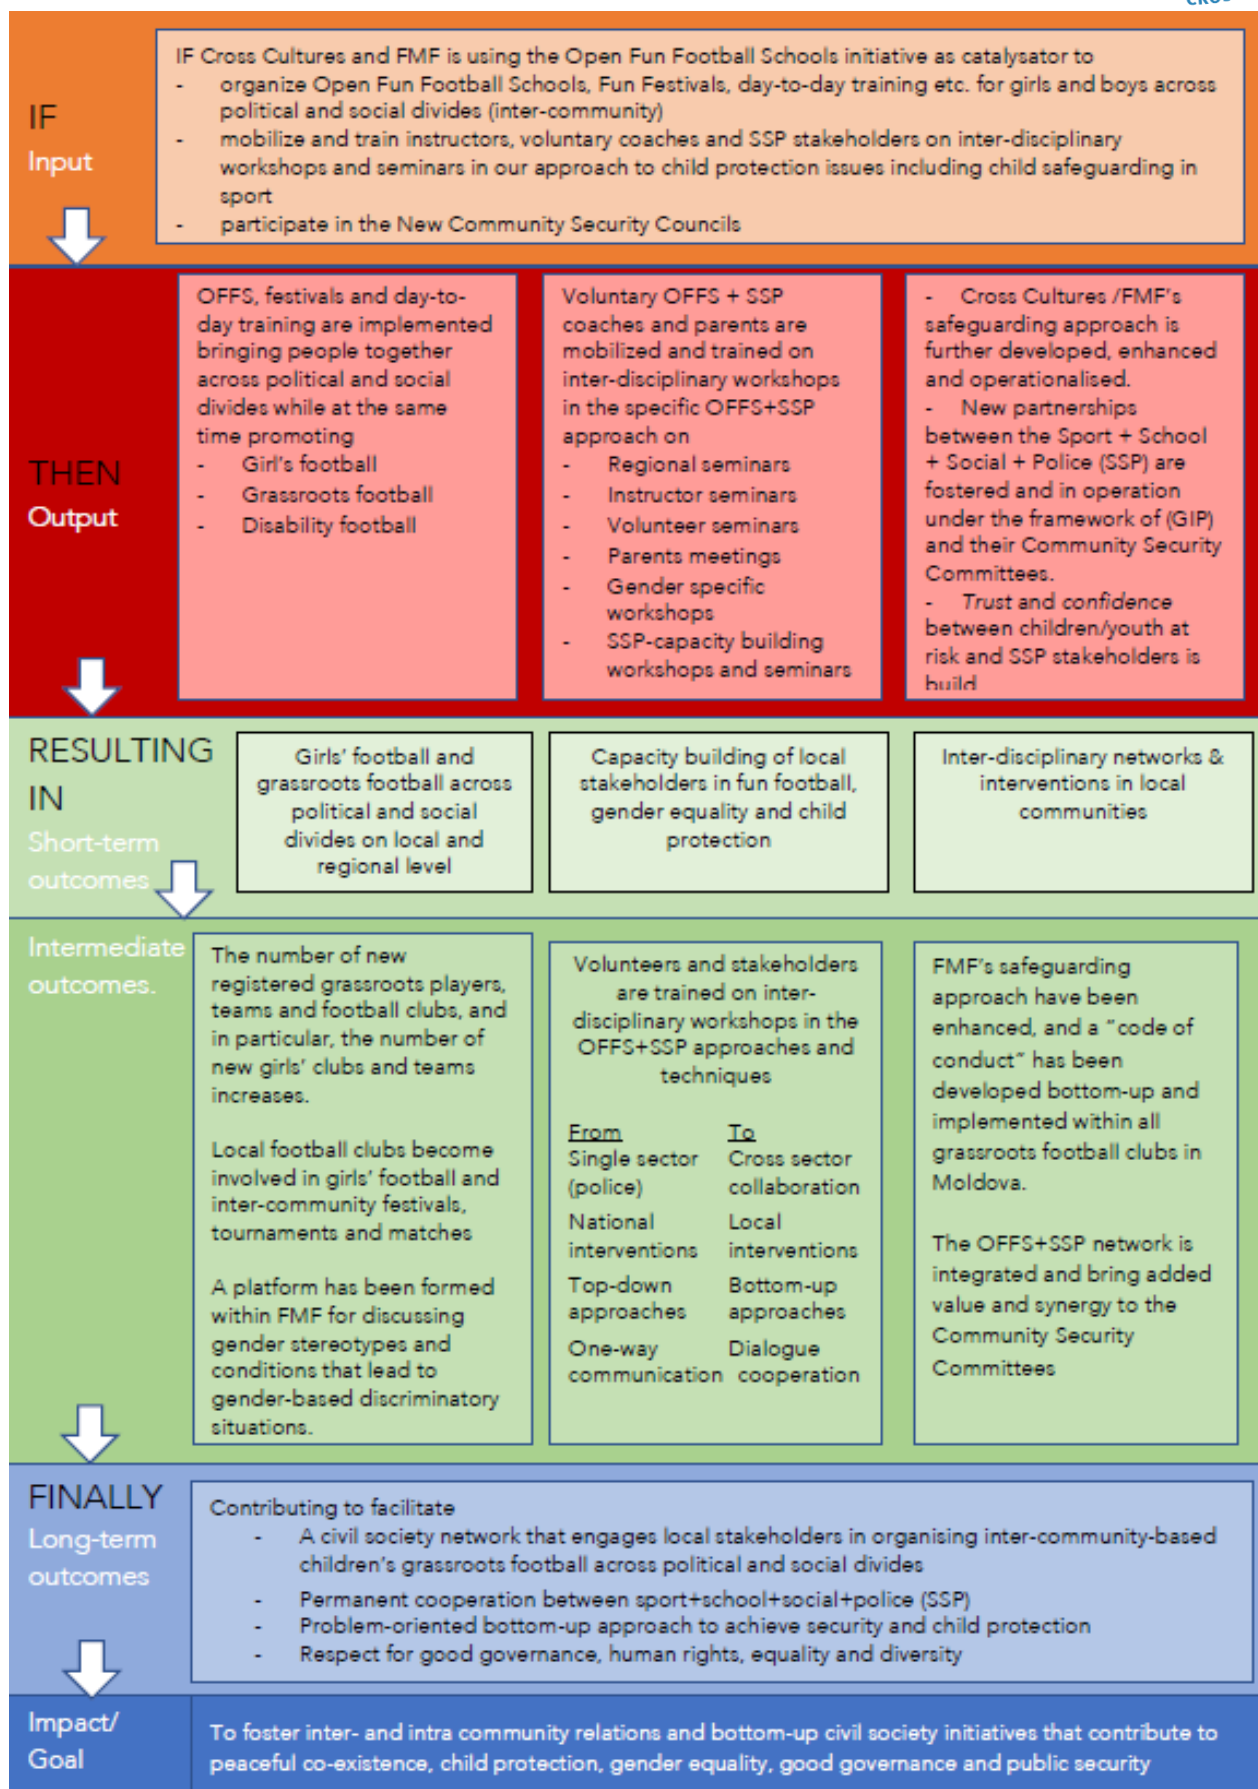 IF
Input
IF Cross Cultures and FMF is using the Open Fun Football Schools initiative as catalysator to
- organize Open Fun Football Schools, Fun Festivals, day-to-day training etc. for girls and boys across
political and social divides (inter-community)
- mobilize and train instructors, voluntary coaches and SSP stakeholders on inter-disciplinary
workshops and seminars in our approach to child protection issues including child safeguarding in
sport
- participate in the New Community Security Councils
THEN
Output
OFFS, festivals and day-to-
day training are implemented
bringing people together
across political and social
divides while at the same
time promoting
- Girl's football
- Grassroots football
- Disability football
Voluntary OFFS + SSP
coaches and parents are
mobilized and trained on
inter-disciplinary workshops
in the specific OFFS+SSP
approach on
- Regional seminars
- Instructor seminars
- Volunteer seminars
- Parents meetings
- Gender specific
workshops
- SSP-capacity building
workshops and seminars
- Cross Cultures /FMF's
safeguarding approach is
further developed, enhanced
and operationalised.
- New partnerships
between the Sport + School
+ Social + Police (SSP) are
fostered and in operation
under the framework of (GIP)
and their Community Security
Committees.
- Trust and confidence
between children/youth at
risk and SSP stakeholders is
build
RESULTING
IN
Short-term
outcomes
Girls' football and
grassroots football across
political and social
divides on local and
regional level
Capacity building of local
stakeholders in fun football,
gender equality and child
protection
Inter-disciplinary networks &
interventions in local
communities
Intermediate
outcomes.
The number of new
registered grassroots players,
teams and football clubs, and
in particular, the number of
new girls' clubs and teams
increases.
Local football clubs become
involved in girls' football and
inter-community festivals,
tournaments and matches
A platform has been formed
within FMF for discussing
gender stereotypes and
conditions that lead to
gender-based discriminatory
situations.
Volunteers and stakeholders
are trained on inter-
disciplinary workshops in the
OFFS+SSP approaches and
techniques
From To
Single sector Cross sector
(police) collaboration
National Local
interventions interventions
Top-down Bottom-up
approaches approaches
One-way Dialogue
communication cooperation
FMF's safeguarding
approach have been
enhanced, and a "code of
conduct" has been
developed bottom-up and
implemented within all
grassroots football clubs in
Moldova.
The OFFS+SSP network is
integrated and bring added
value and synergy to the
Community Security
Committees
FINALLY
Long-term
outcomes
Contributing to facilitate
- A civil society network that engages local stakeholders in organising inter-community-based
children's grassroots football across political and social divides
- Permanent cooperation between sport+school+social+police (SSP)
- Problem-oriented bottom-up approach to achieve security and child protection
- Respect for good governance, human rights, equality and diversity
Impact/
Goal
To foster inter- and intra community relations and bottom-up civil society initiatives that contribute to
peaceful co-existence, child protection, gender equality, good governance and public security